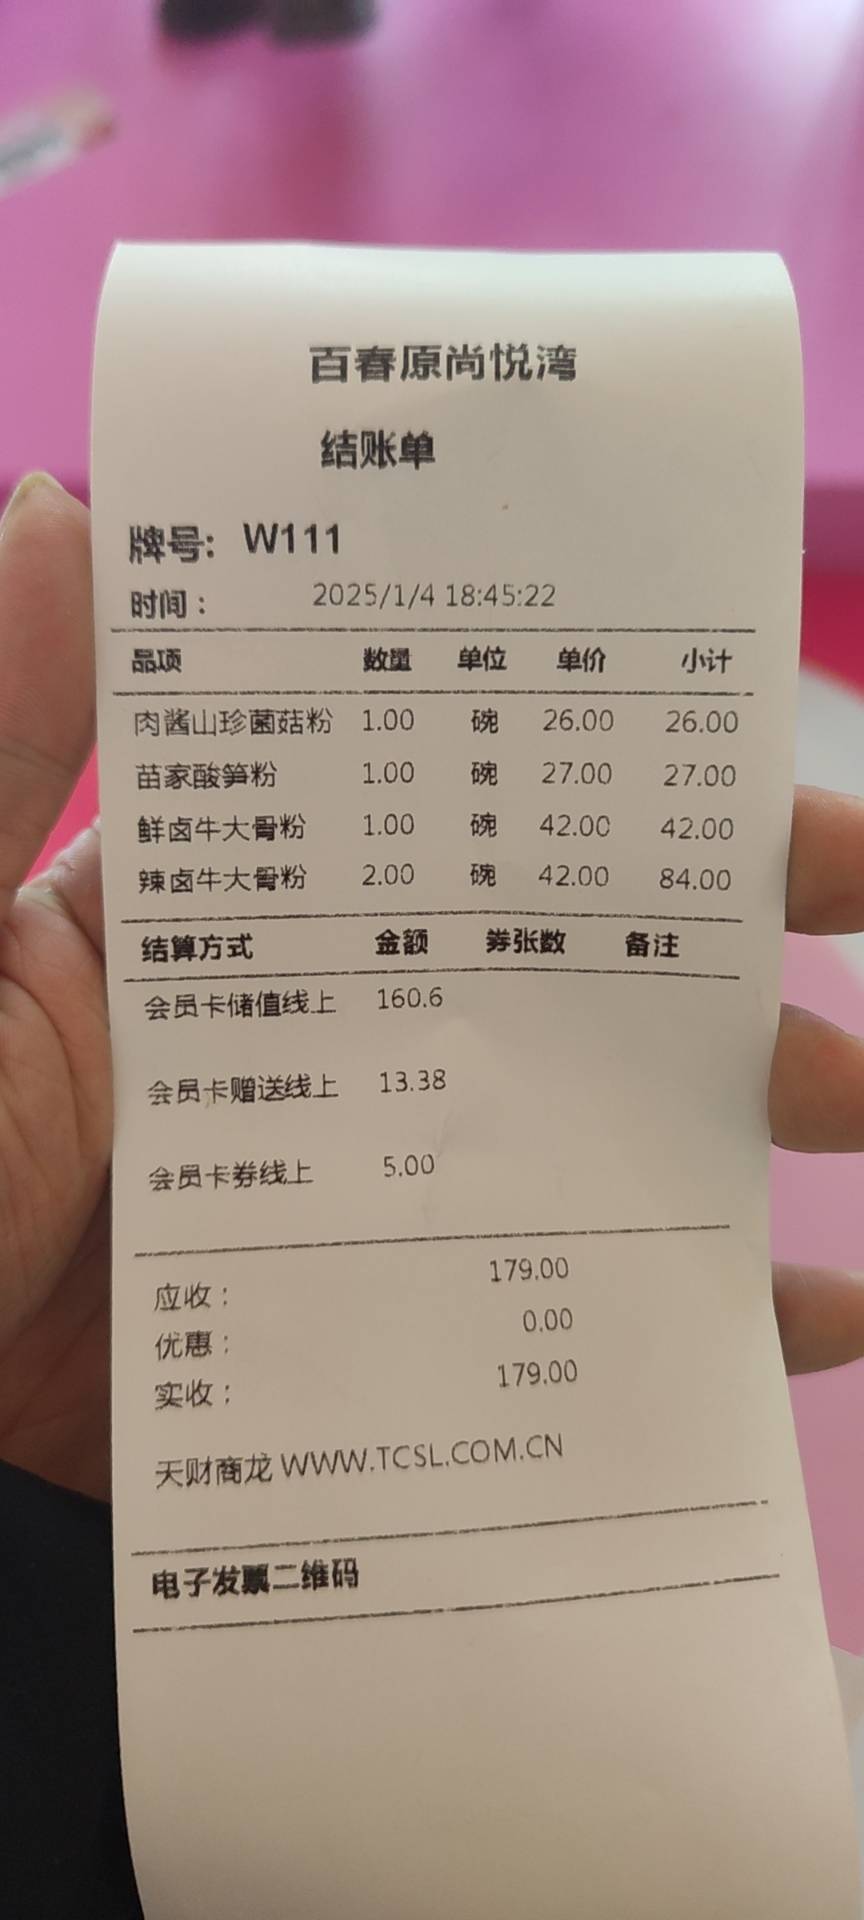 百春原尚悦湾
结账单
牌号: W111
时间： 2025/1/4 18:45:22
品项 数量 单位 单价 小计
肉酱山珍菌菇粉 1.00 碗 26.00 26.00
苗家酸笋粉 1.00 碗 27.00 27.00
鲜卤牛大骨粉 1.00 碗 42.00 42.00
辣卤牛大骨粉 2.00 碗 42.00 84.00
结算方式 金额 券张数 备注
会员卡储值线上 160.6
会员卡赠送线上 13.38
会员卡券线上 5.00
应收： 179.00
优惠： 0.00
实收： 179.00
天财商龙 WWW.TCSL.COM.CN
电子发票二维码